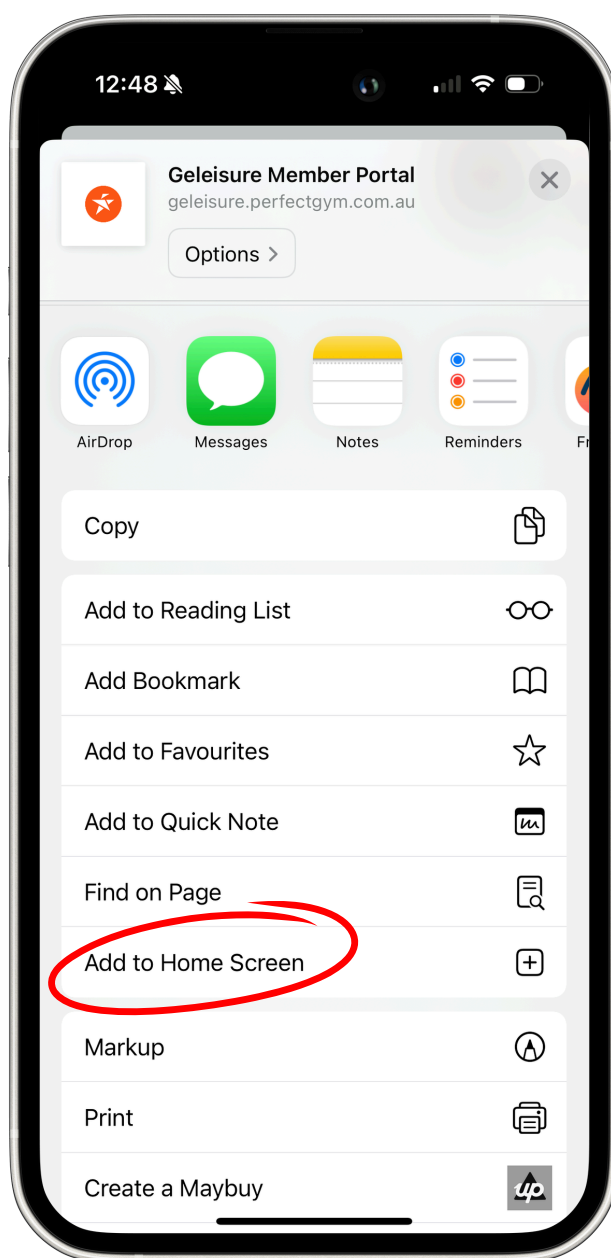 12:48
Geleisure Member Portal
geleisure.perfectgym.com.au
Options
AirDrop
Messages
Notes
Reminders
Copy
Add to Reading List
Add Bookmark
Add to Favourites
Add to Quick Note
Find on Page
Add to Home Screen
Markup
Print
Create a Maybuy
up